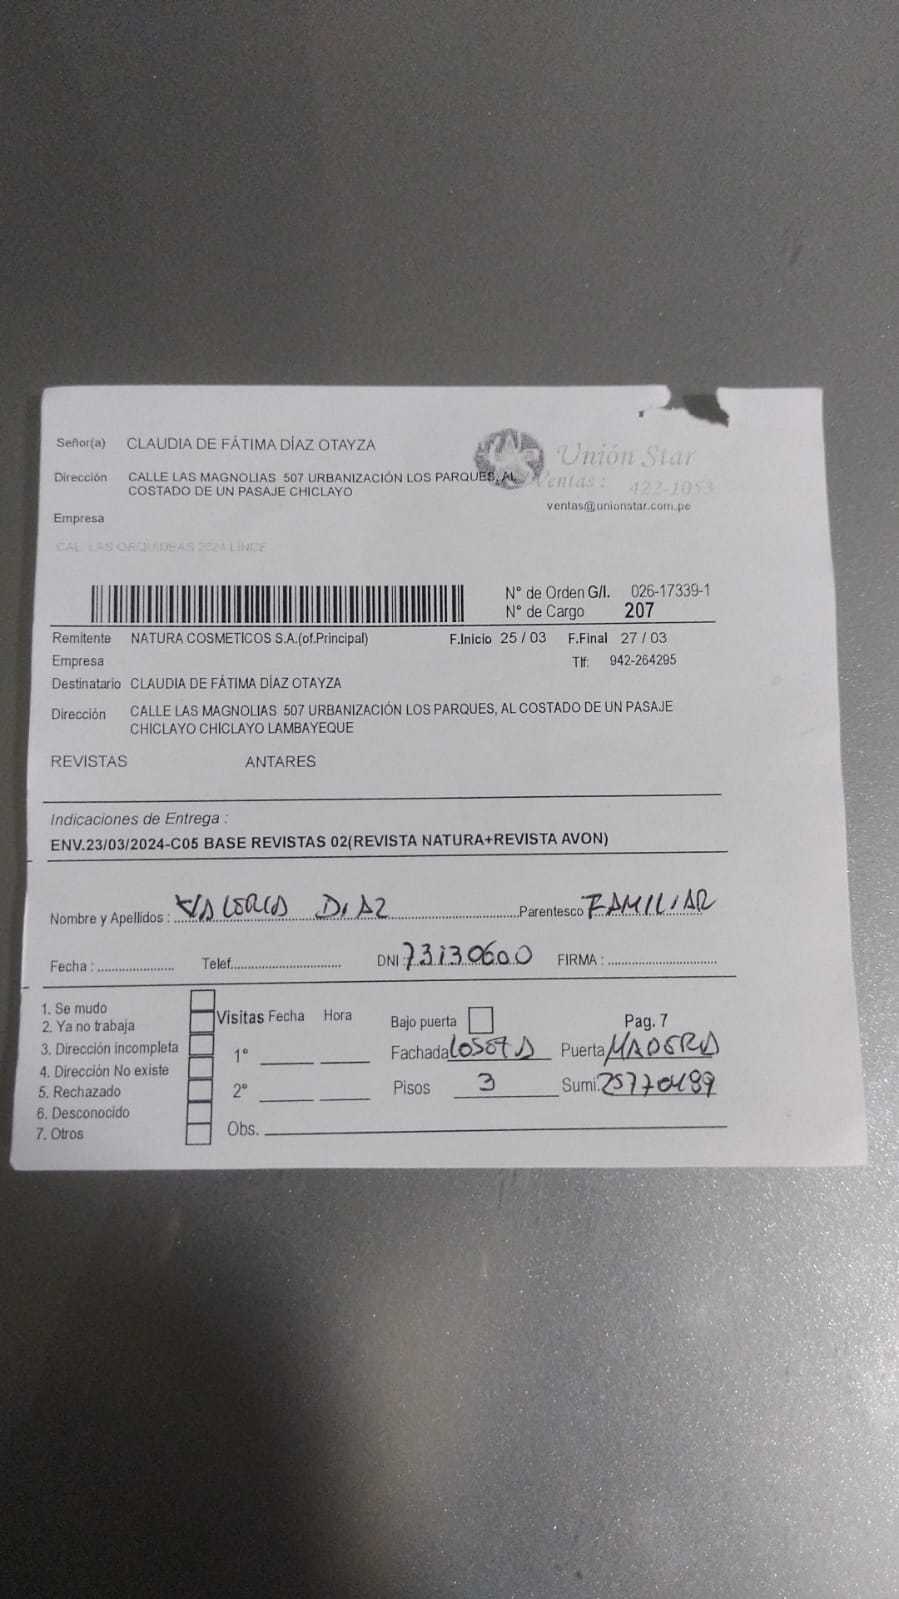 Señor(a) CLAUDIA DE FÁTIMA DÍAZ OTAYZA
Unión Star
Dirección CALLE LAS MAGNOLIAS 507 URBANIZACIÓN LOS PARQUES, AL
COSTADO DE UN PASAJE CHICLAYO
Ventas : 422-1053
ventas@unionstar.com.pe
Empresa
CAL. LAS ORQUIDEAS 2024 LINCE
N° de Orden G/I. 026-17339-1
N° de Cargo 207
Remitente NATURA COSMETICOS S.A.(of.Principal) F.Inicio 25 / 03 F.Final 27 / 03
Empresa Tlf: 942-264295
Destinatario CLAUDIA DE FÁTIMA DÍAZ OTAYZA
Dirección CALLE LAS MAGNOLIAS 507 URBANIZACIÓN LOS PARQUES, AL COSTADO DE UN PASAJE
CHICLAYO CHICLAYO LAMBAYEQUE
REVISTAS ANTARES
Indicaciones de Entrega :
ENV.23/03/2024-C05 BASE REVISTAS 02(REVISTA NATURA+REVISTA AVON)
Nombre y Apellidos : VALERIA DIAZ Parentesco FAMILIAR
Fecha : Telef. DNI : 73130600 FIRMA :
1. Se mudo
2. Ya no trabaja
3. Dirección incompleta
4. Dirección No existe
5. Rechazado
6. Desconocido
7. Otros
Visitas Fecha Hora
1°
2°
Obs.
Bajo puerta Pag. 7
Fachada LOSETA Puerta MADERA
Pisos 3 Sumi: 25770489